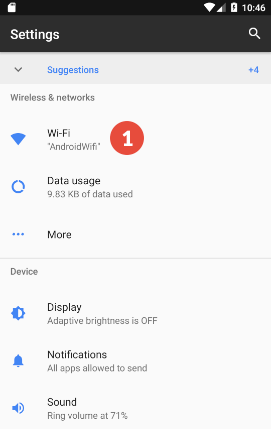 10:46
Settings
Suggestions +4
Wireless & networks
Wi-Fi
"AndroidWifi"
1
Data usage
9.83 KB of data used
More
Device
Display
Adaptive brightness is OFF
Notifications
All apps allowed to send
Sound
Ring volume at 71%